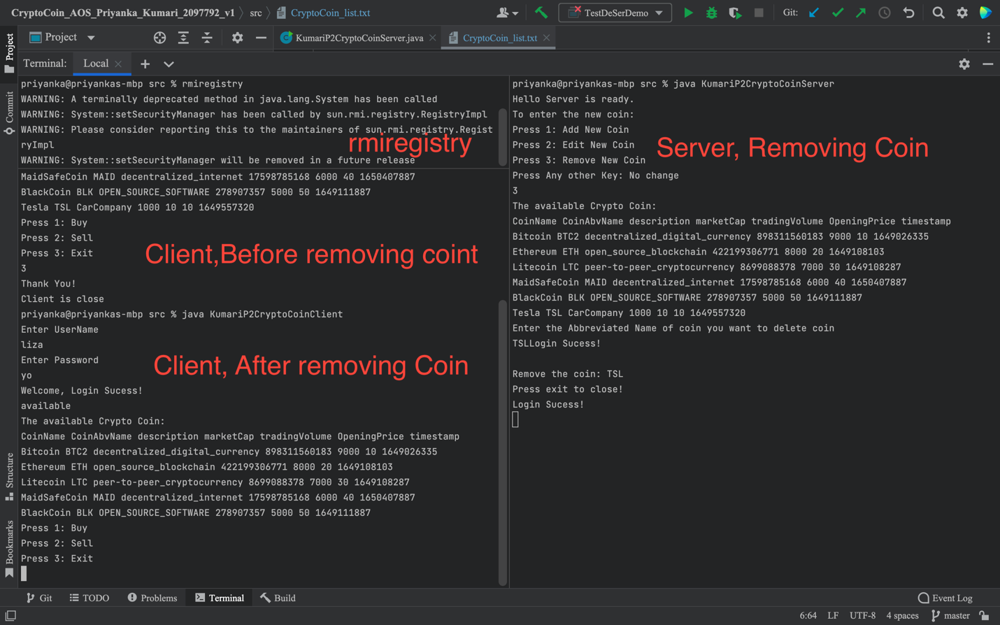 CryptoCoin_AOS_Priyanka_Kumari_2097792_v1 〉 src 〉 CryptoCoin_list.txt
TestDeSerDemo
Git:
Project
Project
KumariP2CryptoCoinServer.java
CryptoCoin_list.txt
Terminal:
Local
Commit
Structure
Bookmarks
priyanka@priyankas-mbp src % rmiregistry
WARNING: A terminally deprecated method in java.lang.System has been called
WARNING: System::setSecurityManager has been called by sun.rmi.registry.RegistryImpl
WARNING: Please consider reporting this to the maintainers of sun.rmi.registry.Regist
ryImpl
rmiregistry
WARNING: System::setSecurityManager will be removed in a future release
MaidSafeCoin MAID decentralized_internet 17598785168 6000 40 1650407887
BlackCoin BLK OPEN_SOURCE_SOFTWARE 278907357 5000 50 1649111887
Tesla TSL CarCompany 1000 10 10 1649557320
Press 1: Buy
Press 2: Sell
Press 3: Exit
Client,Before removing coint
3
Thank You!
Client is close
priyanka@priyankas-mbp src % java KumariP2CryptoCoinClient
Enter UserName
liza
Enter Password
Client, After removing Coin
yo
Welcome, Login Sucess!
available
The available Crypto Coin:
CoinName CoinAbvName description marketCap tradingVolume OpeningPrice timestamp
Bitcoin BTC2 decentralized_digital_currency 898311560183 9000 10 1649026335
Ethereum ETH open_source_blockchain 422199306771 8000 20 1649108103
Litecoin LTC peer-to-peer_cryptocurrency 8699088378 7000 30 1649108287
MaidSafeCoin MAID decentralized_internet 17598785168 6000 40 1650407887
BlackCoin BLK OPEN_SOURCE_SOFTWARE 278907357 5000 50 1649111887
Press 1: Buy
Press 2: Sell
Press 3: Exit
priyanka@priyankas-mbp src % java KumariP2CryptoCoinServer
Hello Server is ready.
To enter the new coin:
Press 1: Add New Coin
Press 2: Edit New Coin
Server, Removing Coin
Press 3: Remove New Coin
Press Any other Key: No change
3
The available Crypto Coin:
CoinName CoinAbvName description marketCap tradingVolume OpeningPrice timestamp
Bitcoin BTC2 decentralized_digital_currency 898311560183 9000 10 1649026335
Ethereum ETH open_source_blockchain 422199306771 8000 20 1649108103
Litecoin LTC peer-to-peer_cryptocurrency 8699088378 7000 30 1649108287
MaidSafeCoin MAID decentralized_internet 17598785168 6000 40 1650407887
BlackCoin BLK OPEN_SOURCE_SOFTWARE 278907357 5000 50 1649111887
Tesla TSL CarCompany 1000 10 10 1649557320
Enter the Abbreviated Name of coin you want to delete coin
TSLLogin Sucess!
Remove the coin: TSL
Press exit to close!
Login Sucess!
Git
TODO
Problems
Terminal
Build
Event Log
6:64 LF UTF-8 4 spaces master